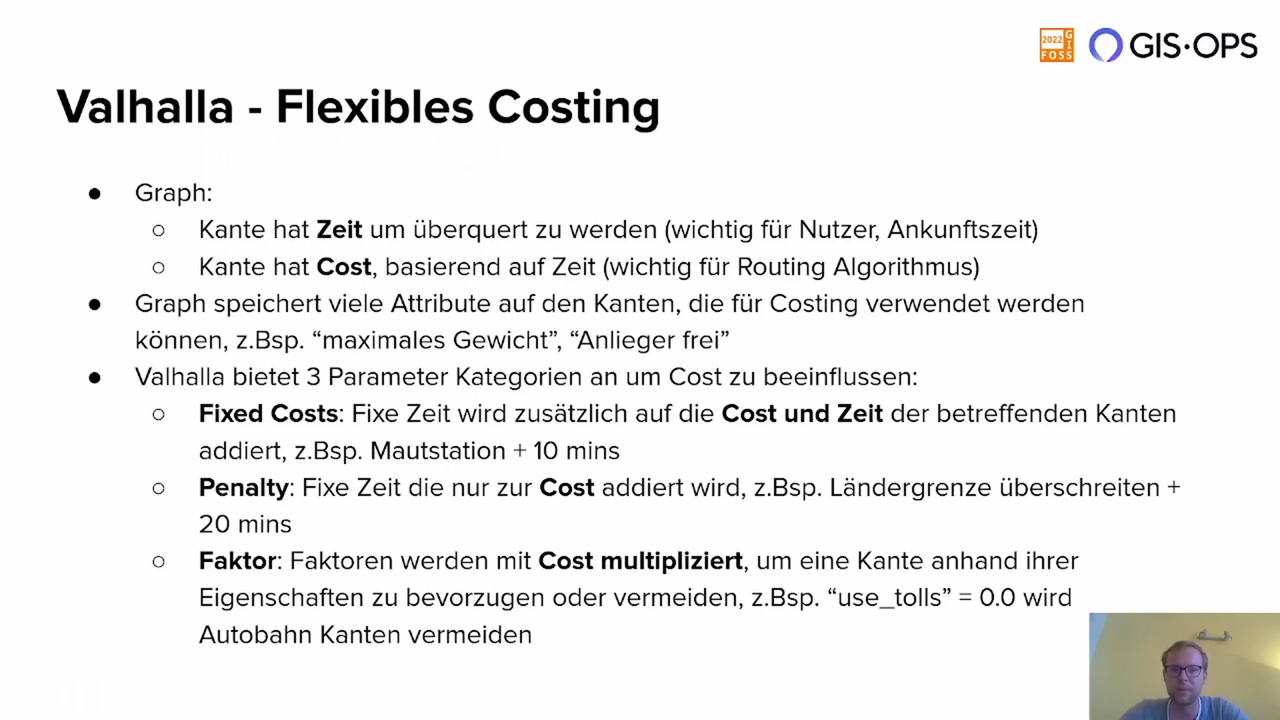 2022 GI
FOSS
GIS•OPS
Valhalla - Flexibles Costing
● Graph:
○ Kante hat Zeit um überquert zu werden (wichtig für Nutzer, Ankunftszeit)
○ Kante hat Cost, basierend auf Zeit (wichtig für Routing Algorithmus)
● Graph speichert viele Attribute auf den Kanten, die für Costing verwendet werden
können, z.Bsp. “maximales Gewicht”, “Anlieger frei”
● Valhalla bietet 3 Parameter Kategorien an um Cost zu beeinflussen:
○ Fixed Costs: Fixe Zeit wird zusätzlich auf die Cost und Zeit der betreffenden Kanten
addiert, z.Bsp. Mautstation + 10 mins
○ Penalty: Fixe Zeit die nur zur Cost addiert wird, z.Bsp. Ländergrenze überschreiten +
20 mins
○ Faktor: Faktoren werden mit Cost multipliziert, um eine Kante anhand ihrer
Eigenschaften zu bevorzugen oder vermeiden, z.Bsp. “use_tolls” = 0.0 wird
Autobahn Kanten vermeiden